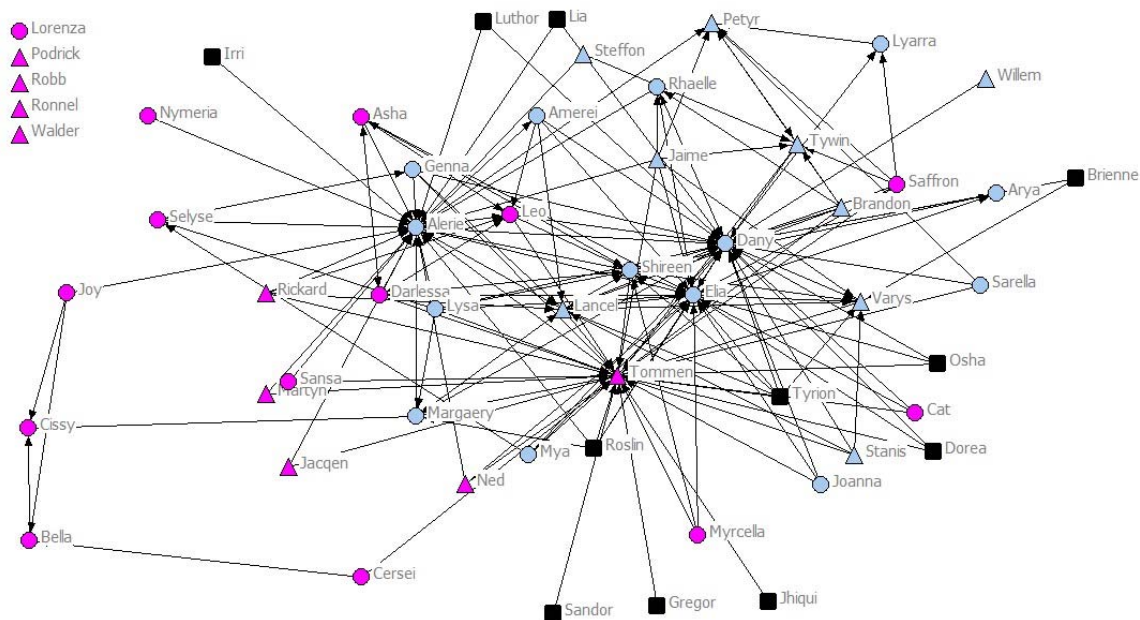 Lorenza
Podrick
Robb
Ronnel
Walder
Luthor
Lia
Petyr
Lyarra
Irri
Steffon
Rhaelle
Willem
Nymeria
Asha
Amerei
Tywin
Genna
Jaime
Saffron
Brienne
Selyse
Alerie
Leo
Brandon
Arya
Dany
Shireen
Joy
Rickard
Darlessa
Lysa
Lancel
Elia
Varys
Sarella
Sansa
Martyn
Tommen
Osha
Tyrion
Cissy
Margaery
Cat
Jacqen
Mya
Roslin
Stanis
Dorea
Ned
Joanna
Bella
Myrcella
Cersei
Sandor
Gregor
Jhiqui